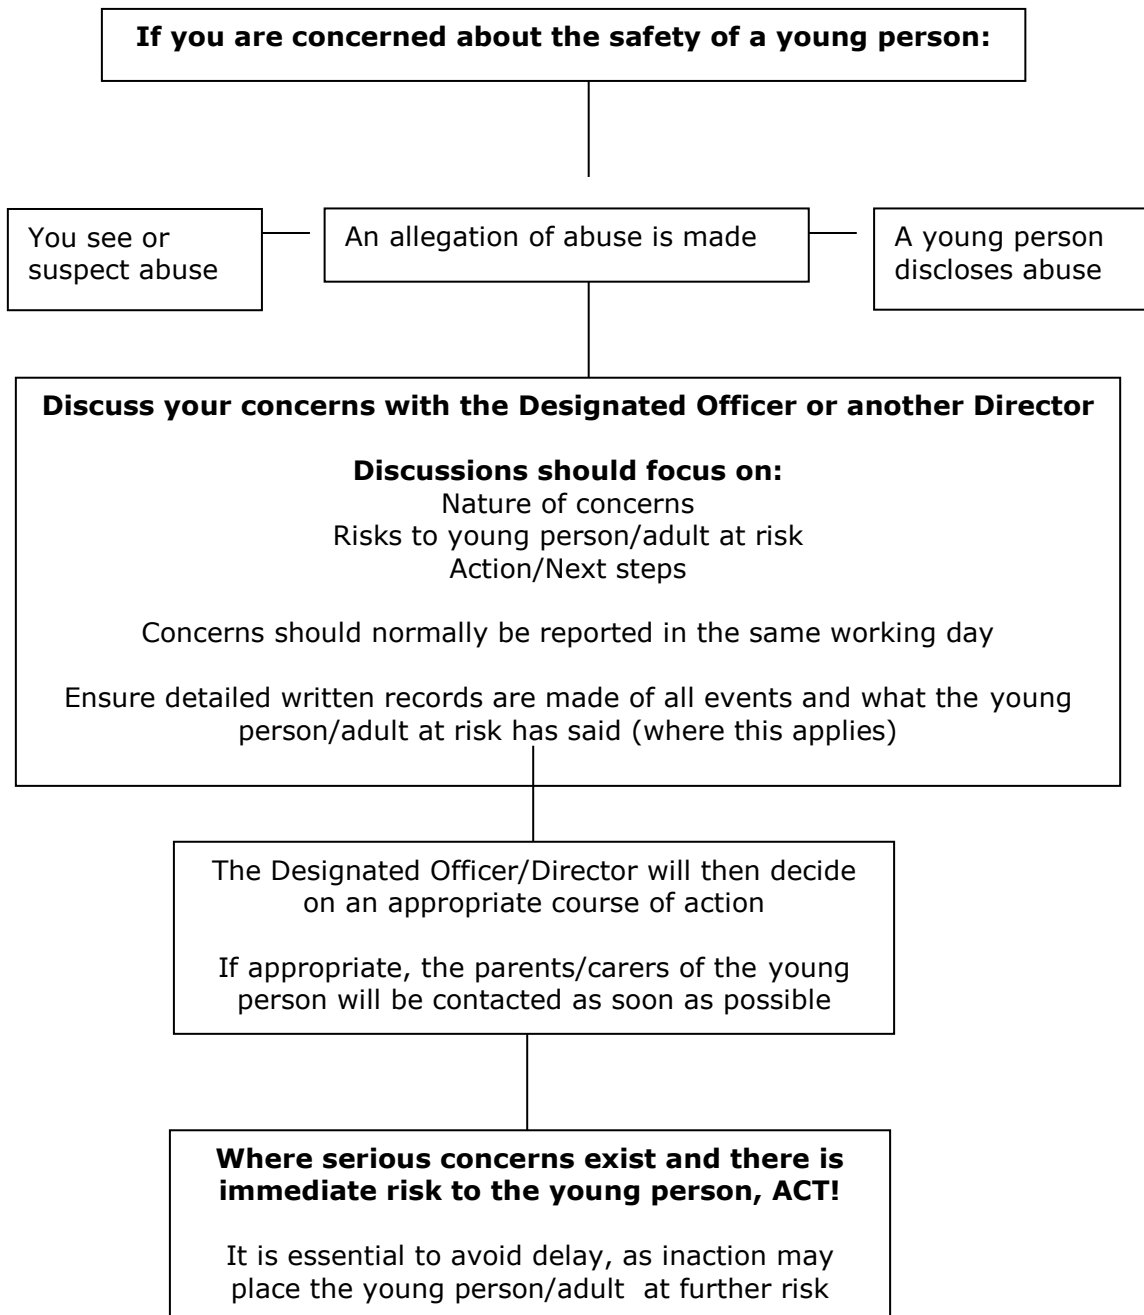 If you are concerned about the safety of a young person:
You see or
suspect abuse
An allegation of abuse is made
A young person
discloses abuse
Discuss your concerns with the Designated Officer or another Director
Discussions should focus on:
Nature of concerns
Risks to young person/adult at risk
Action/Next steps
Concerns should normally be reported in the same working day
Ensure detailed written records are made of all events and what the young
person/adult at risk has said (where this applies)
The Designated Officer/Director will then decide
on an appropriate course of action
If appropriate, the parents/carers of the young
person will be contacted as soon as possible
Where serious concerns exist and there is
immediate risk to the young person, ACT!
It is essential to avoid delay, as inaction may
place the young person/adult at further risk